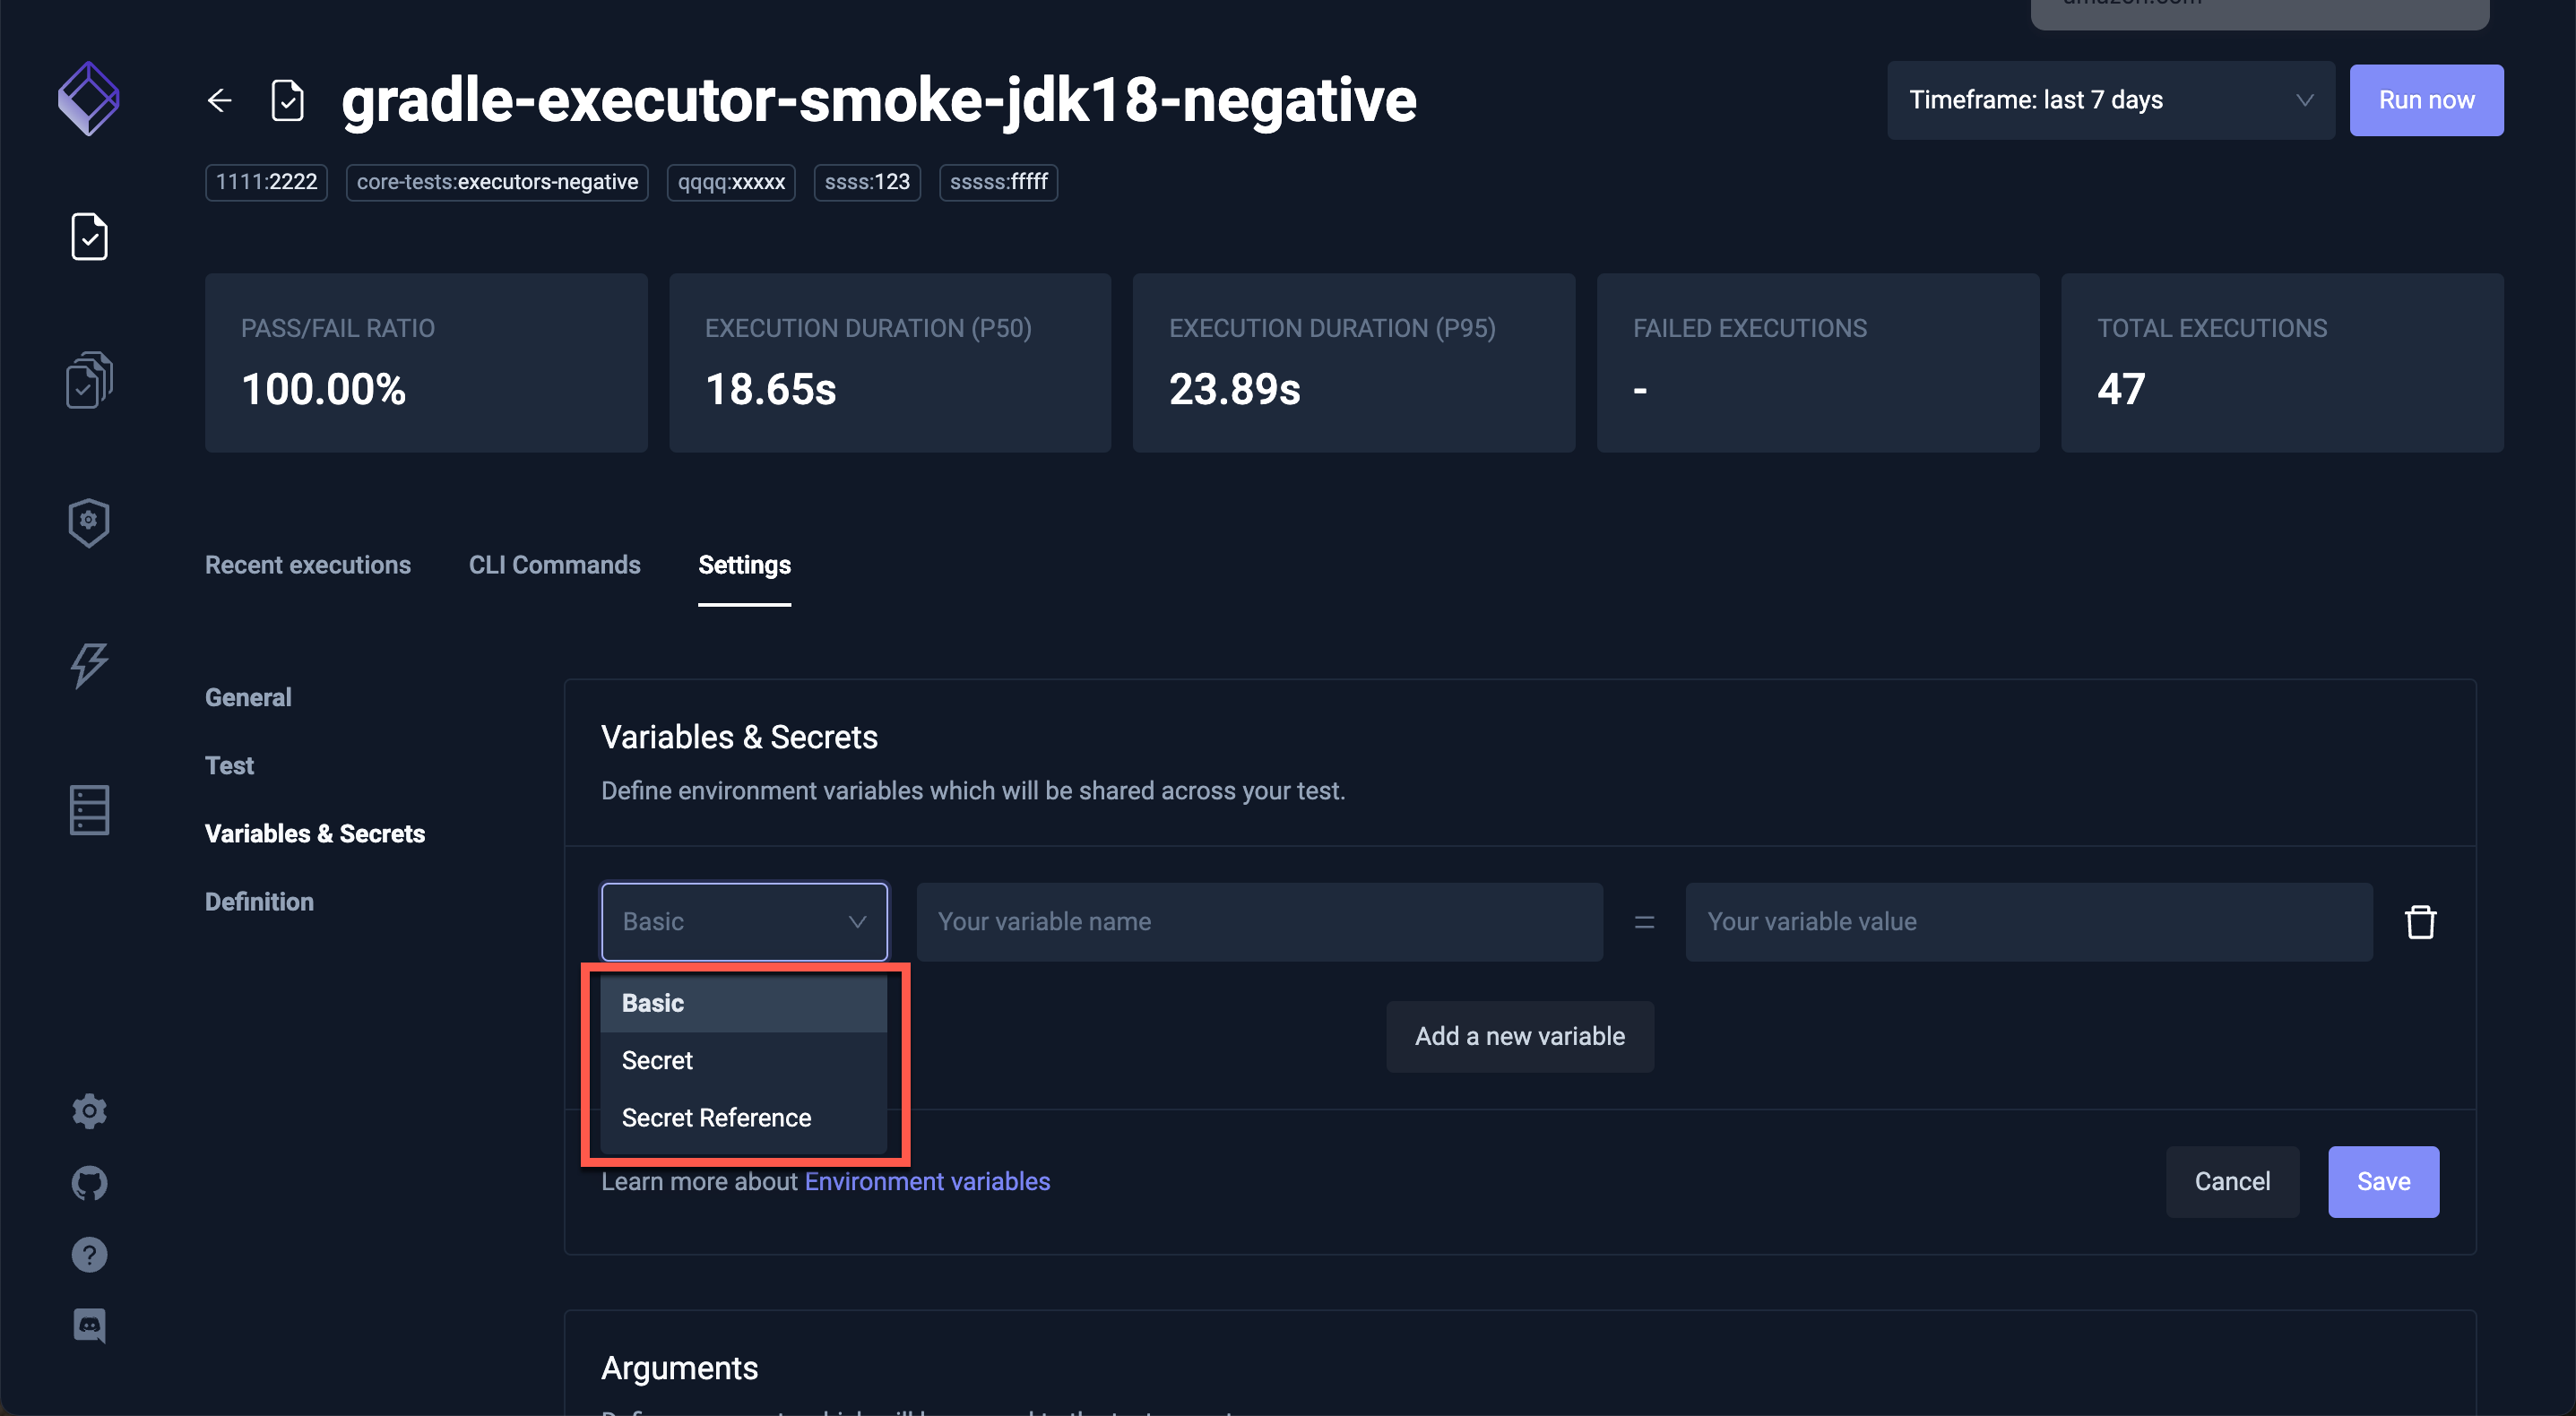 amazon.com
gradle-executor-smoke-jdk18-negative
Timeframe: last 7 days
Run now
1111:2222
core-tests:executors-negative
qqqq:xxxxx
ssss:123
sssss:fffff
PASS/FAIL RATIO
100.00%
EXECUTION DURATION (P50)
18.65s
EXECUTION DURATION (P95)
23.89s
FAILED EXECUTIONS
-
TOTAL EXECUTIONS
47
Recent executions
CLI Commands
Settings
General
Test
Variables & Secrets
Definition
Variables & Secrets
Define environment variables which will be shared across your test.
Basic
Your variable name
=
Your variable value
Basic
Secret
Secret Reference
Add a new variable
Learn more about Environment variables
Cancel
Save
Arguments